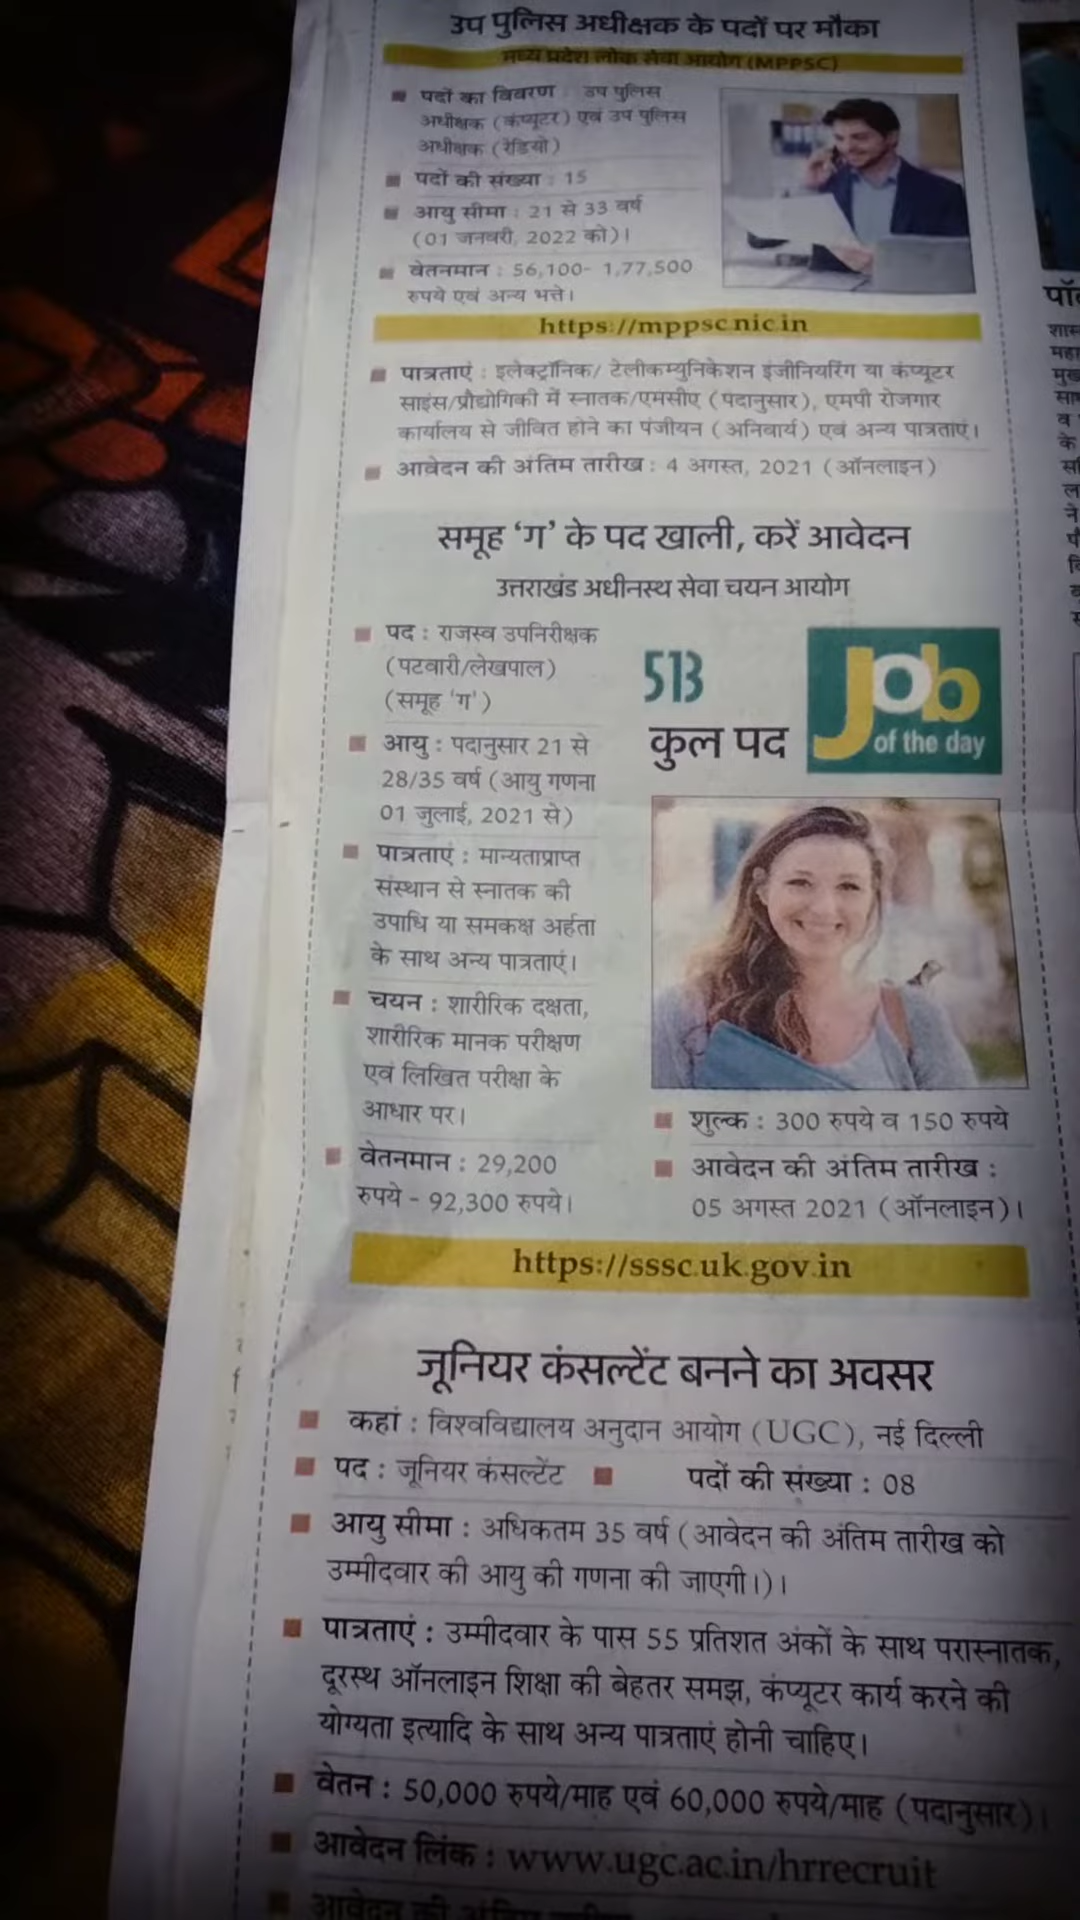 उप पुलिस अधीक्षक के पदों पर मौका
मध्य प्रदेश लोक सेवा आयोग (MPPSC)
■ पदों का विवरण : उप पुलिस
अधीक्षक (कंप्यूटर) एवं उप पुलिस
अधीक्षक (रेडियो)
■ पदों की संख्या : 15
■ आयु सीमा : 21 से 33 वर्ष
(01 जनवरी, 2022 को)।
■ वेतनमान : 56,100- 1,77,500
रुपये एवं अन्य भत्ते।
https://mppsc.nic.in
■ पात्रताएं : इलेक्ट्रॉनिक/ टेलीकम्युनिकेशन इंजीनियरिंग या कंप्यूटर
साइंस/प्रौद्योगिकी में स्नातक/एमसीए (पदानुसार), एमपी रोजगार
कार्यालय से जीवित होने का पंजीयन (अनिवार्य) एवं अन्य पात्रताएं।
■ आवेदन की अंतिम तारीख : 4 अगस्त, 2021 (ऑनलाइन)
समूह ‘ग’ के पद खाली, करें आवेदन
उत्तराखंड अधीनस्थ सेवा चयन आयोग
■ पद : राजस्व उपनिरीक्षक
(पटवारी/लेखपाल)
(समूह 'ग')
■ आयु : पदानुसार 21 से
28/35 वर्ष (आयु गणना
01 जुलाई, 2021 से)
■ पात्रताएं : मान्यताप्राप्त
संस्थान से स्नातक की
उपाधि या समकक्ष अर्हता
के साथ अन्य पात्रताएं।
■ चयन : शारीरिक दक्षता,
शारीरिक मानक परीक्षण
एवं लिखित परीक्षा के
आधार पर।
■ वेतनमान : 29,200
रुपये - 92,300 रुपये।
513
कुल पद
Job
of the day
■ शुल्क : 300 रुपये व 150 रुपये
■ आवेदन की अंतिम तारीख :
05 अगस्त 2021 (ऑनलाइन)।
https://sssc.uk.gov.in
जूनियर कंसल्टेंट बनने का अवसर
■ कहां : विश्वविद्यालय अनुदान आयोग (UGC), नई दिल्ली
■ पद : जूनियर कंसल्टेंट ■ पदों की संख्या : 08
■ आयु सीमा : अधिकतम 35 वर्ष (आवेदन की अंतिम तारीख को
उम्मीदवार की आयु की गणना की जाएगी।)।
■ पात्रताएं : उम्मीदवार के पास 55 प्रतिशत अंकों के साथ परास्नातक,
दूरस्थ ऑनलाइन शिक्षा की बेहतर समझ, कंप्यूटर कार्य करने की
योग्यता इत्यादि के साथ अन्य पात्रताएं होनी चाहिए।
■ वेतन : 50,000 रुपये/माह एवं 60,000 रुपये/माह (पदानुसार)।
■ आवेदन लिंक : www.ugc.ac.in/hrrecruit
■ आवेदन की अंतिम